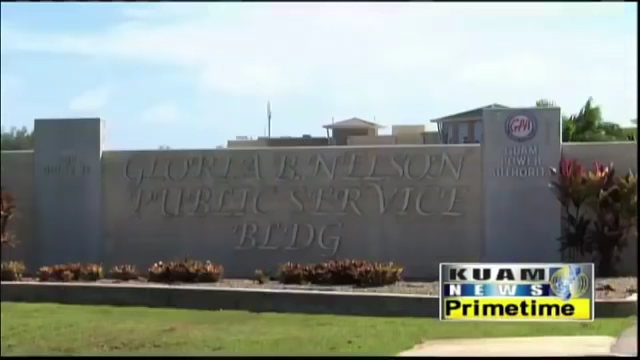 GLORIA B. NELSON
PUBLIC SERVICE
BLDG
GPA
GUAM
POWER
AUTHORITY
KUAM
NEWS
Primetime